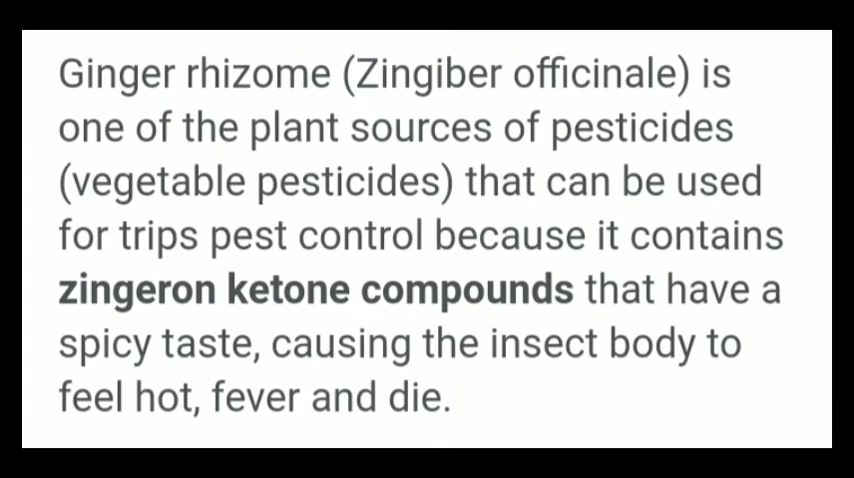 Ginger rhizome (Zingiber officinale) is
one of the plant sources of pesticides
(vegetable pesticides) that can be used
for trips pest control because it contains
zingeron ketone compounds that have a
spicy taste, causing the insect body to
feel hot, fever and die.